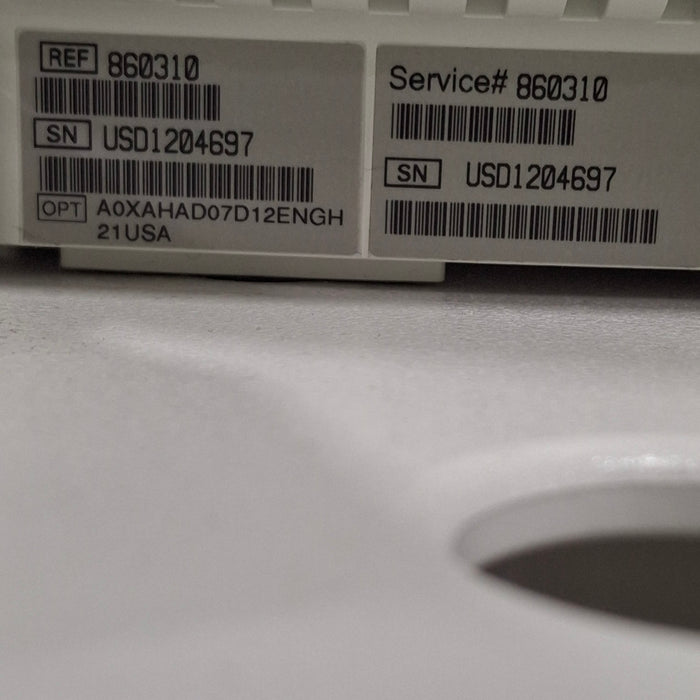 REF 860310
SN USD1204697
OPT A0XAHAD07D12ENGH
21USA
Service# 860310
SN USD1204697